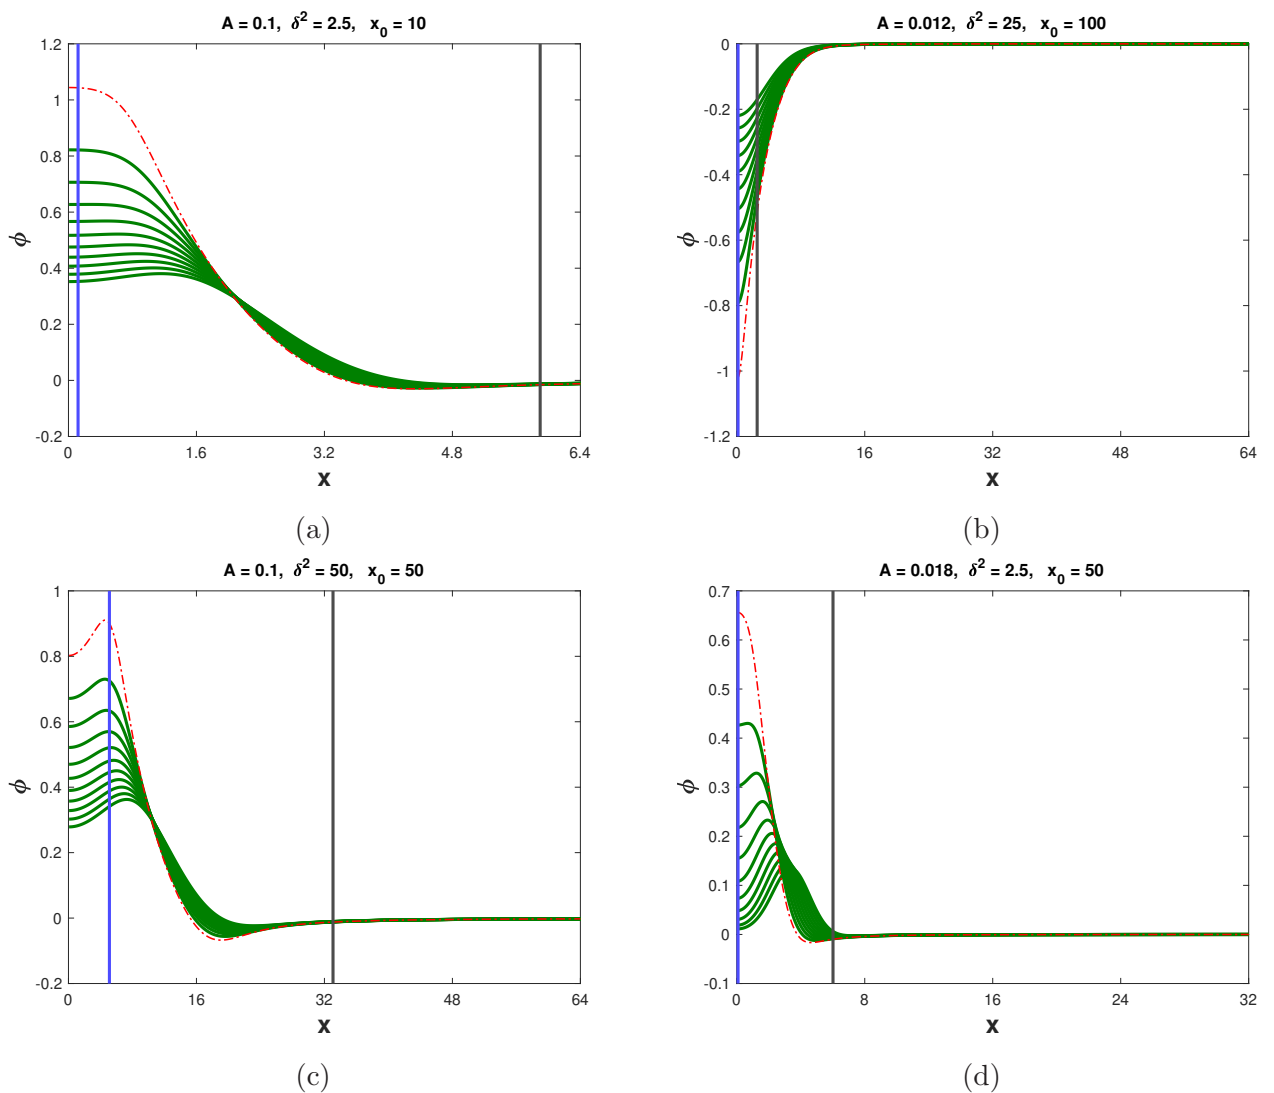 A = 0.1, δ² = 2.5, x₀ = 10
1.2
1
0.8
0.6
0.4
0.2
0
-0.2
ϕ
0 1.6 3.2 4.8 6.4
x
(a)
A = 0.012, δ² = 25, x₀ = 100
0
-0.2
-0.4
-0.6
-0.8
-1
-1.2
ϕ
0 16 32 48 64
x
(b)
A = 0.1, δ² = 50, x₀ = 50
1
0.8
0.6
0.4
0.2
0
-0.2
ϕ
0 16 32 48 64
x
(c)
A = 0.018, δ² = 2.5, x₀ = 50
0.7
0.6
0.5
0.4
0.3
0.2
0.1
0
-0.1
ϕ
0 8 16 24 32
x
(d)